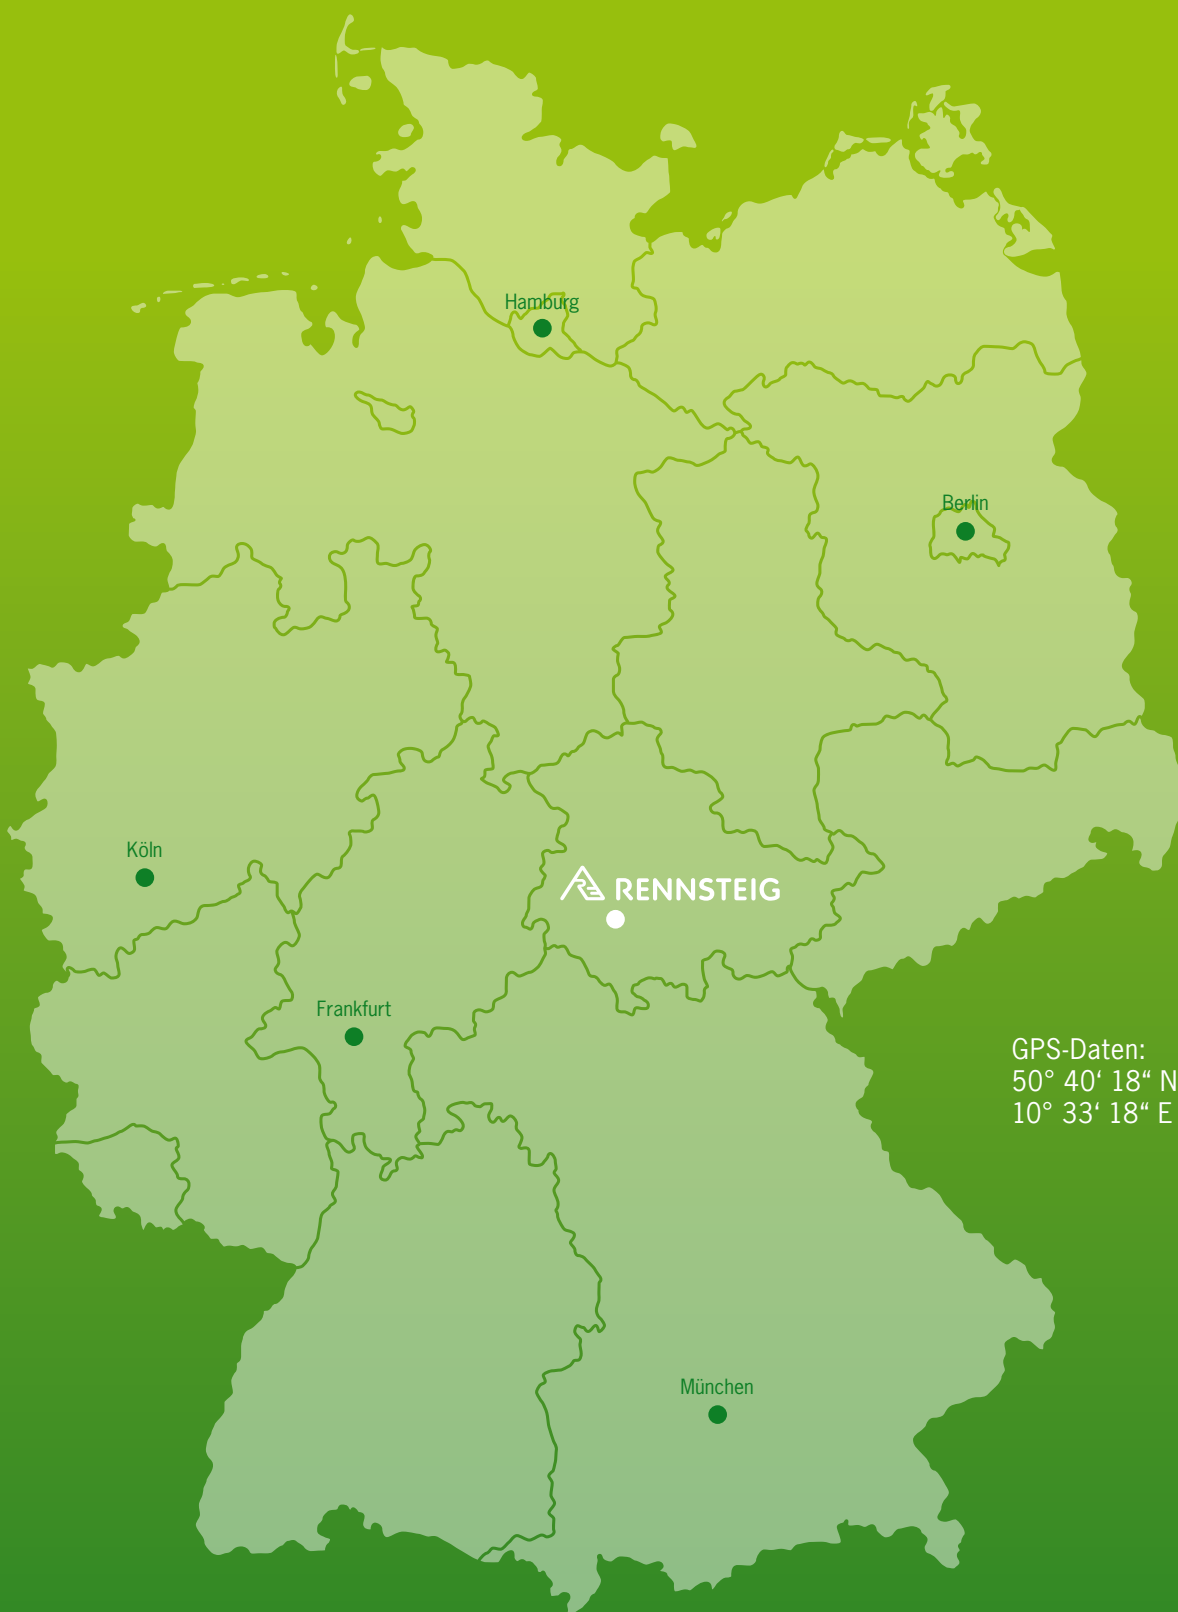 Hamburg
Berlin
Köln
RENNSTEIG
Frankfurt
GPS-Daten:
50° 40‘ 18“ N
10° 33‘ 18“ E
München